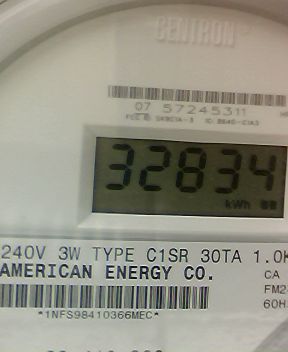 CENTRON
07 57245311
32834
kWh
240V 3W TYPE C1SR 30TA 1.0K
AMERICAN ENERGY CO.
CA
FM2
60H
*1NFS98410366MEC*